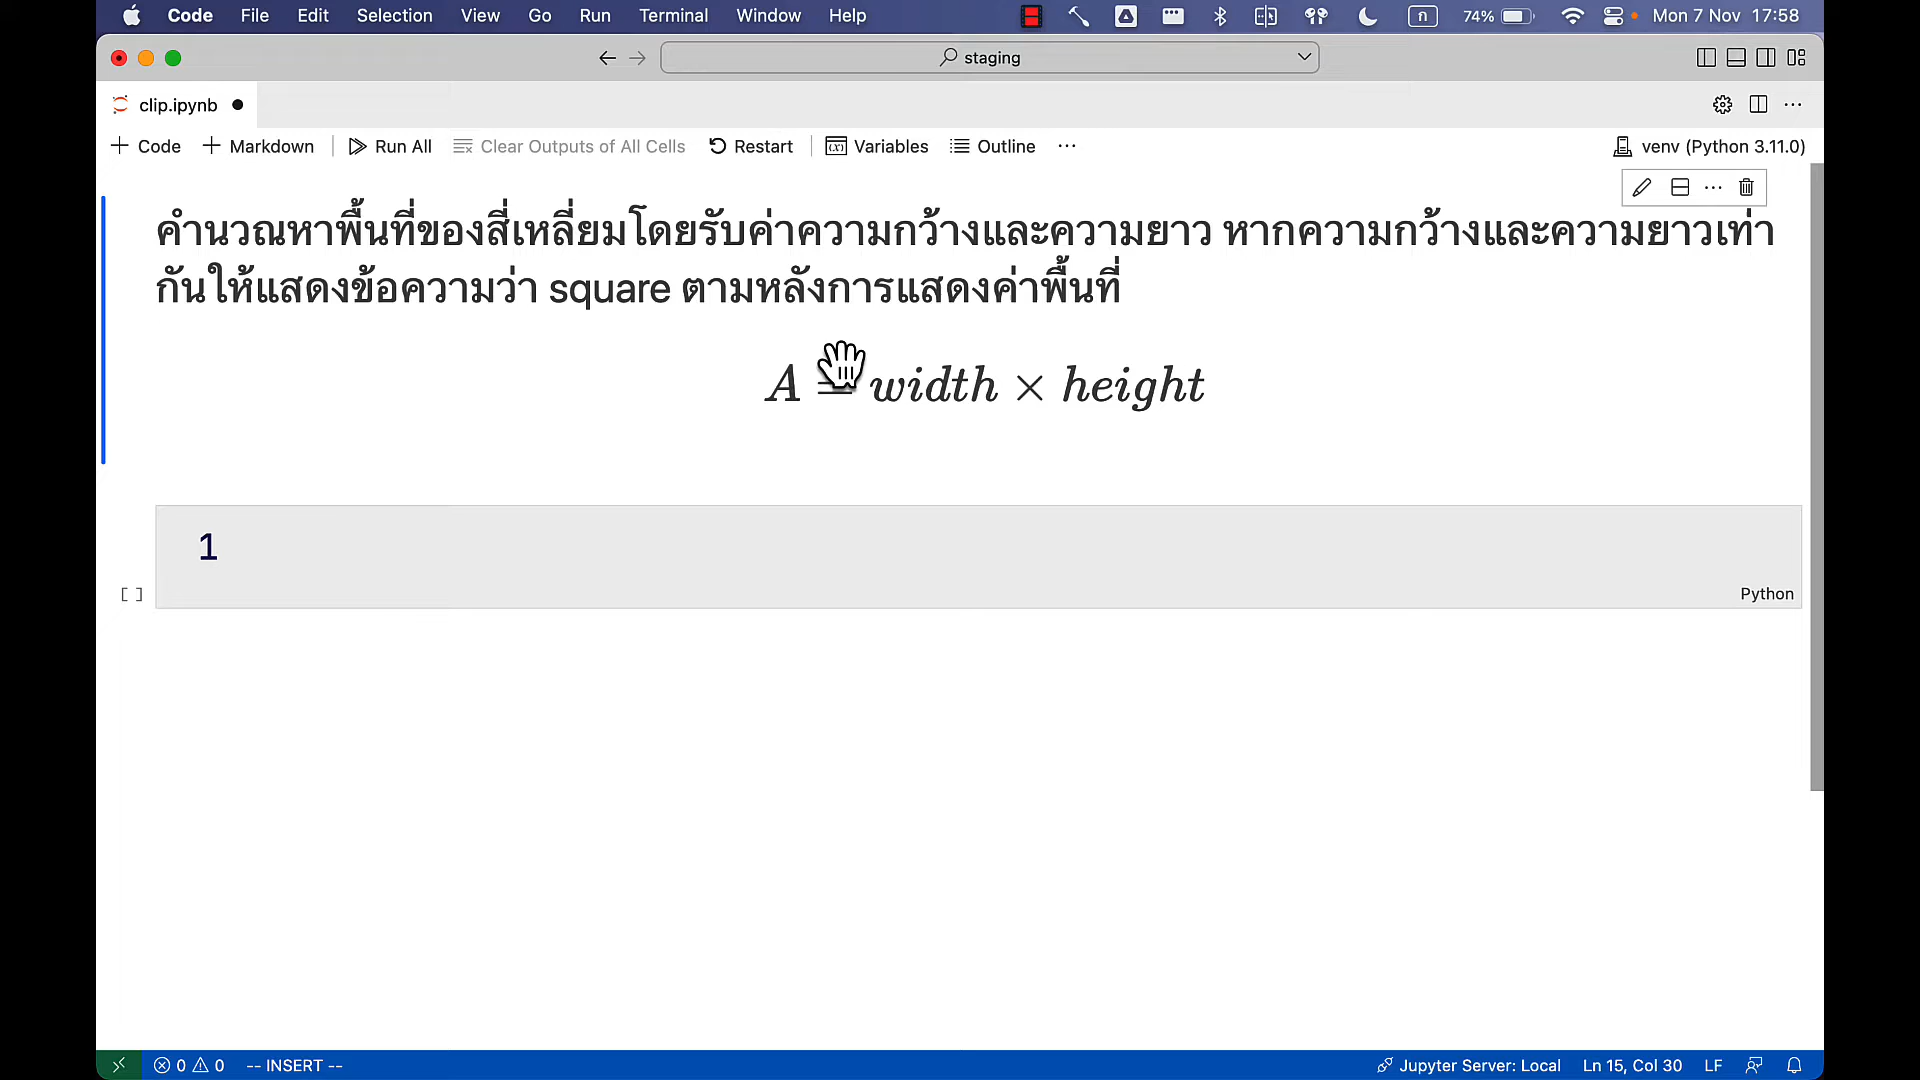 Code File Edit Selection View Go Run Terminal Window Help ก 74% Mon 7 Nov 17:58
staging
clip.ipynb
Code Markdown Run All Clear Outputs of All Cells Restart Variables Outline ... venv (Python 3.11.0)
คำนวณหาพื้นที่ของสี่เหลี่ยมโดยรับค่าความกว้างและความยาว หากความกว้างและความยาวเท่า
กันให้แสดงข้อความว่า square ตามหลังการแสดงค่าพื้นที่
A = width × height
1
[ ]
Python
0 0 -- INSERT -- Jupyter Server: Local Ln 15, Col 30 LF